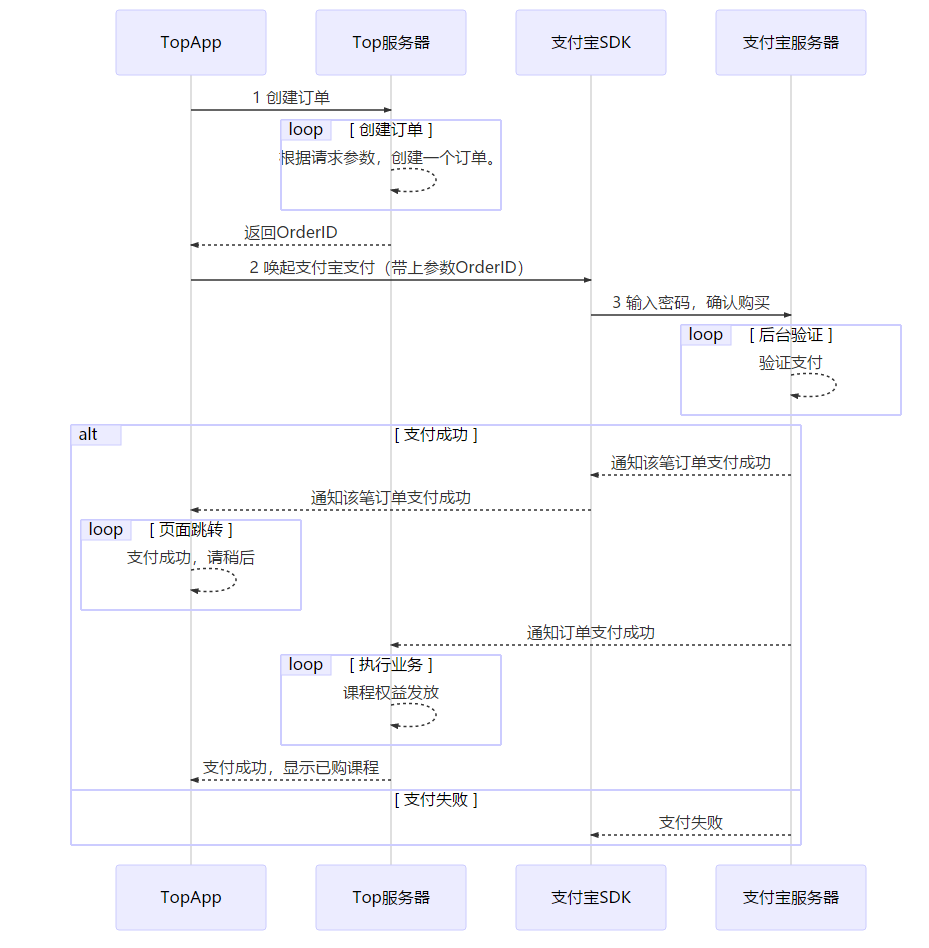 TopApp
Top服务器
支付宝SDK
支付宝服务器
1 创建订单
loop
[ 创建订单 ]
根据请求参数，创建一个订单。
返回OrderID
2 唤起支付宝支付（带上参数OrderID）
3 输入密码，确认购买
loop
[ 后台验证 ]
验证支付
alt
[ 支付成功 ]
通知该笔订单支付成功
通知该笔订单支付成功
loop
[ 页面跳转 ]
支付成功，请稍后
通知订单支付成功
loop
[ 执行业务 ]
课程权益发放
支付成功，显示已购课程
[ 支付失败 ]
支付失败
TopApp
Top服务器
支付宝SDK
支付宝服务器